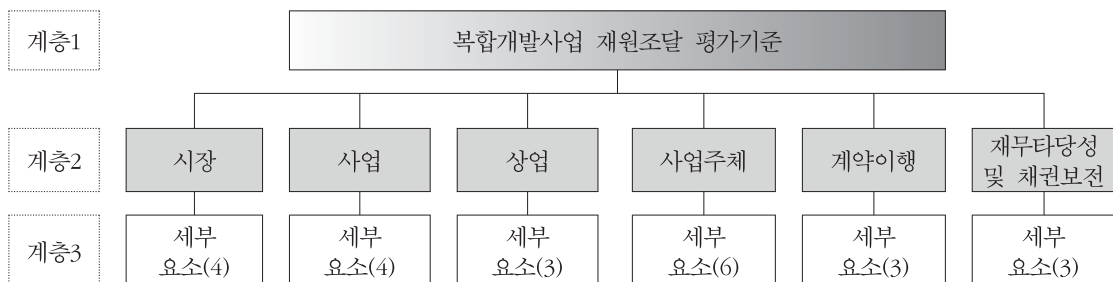 계층1
복합개발사업 재원조달 평가기준
계층2
시장
사업
상업
사업주체
계약이행
재무타당성
및 채권보전
계층3
세부
요소(4)
세부
요소(4)
세부
요소(3)
세부
요소(6)
세부
요소(3)
세부
요소(3)